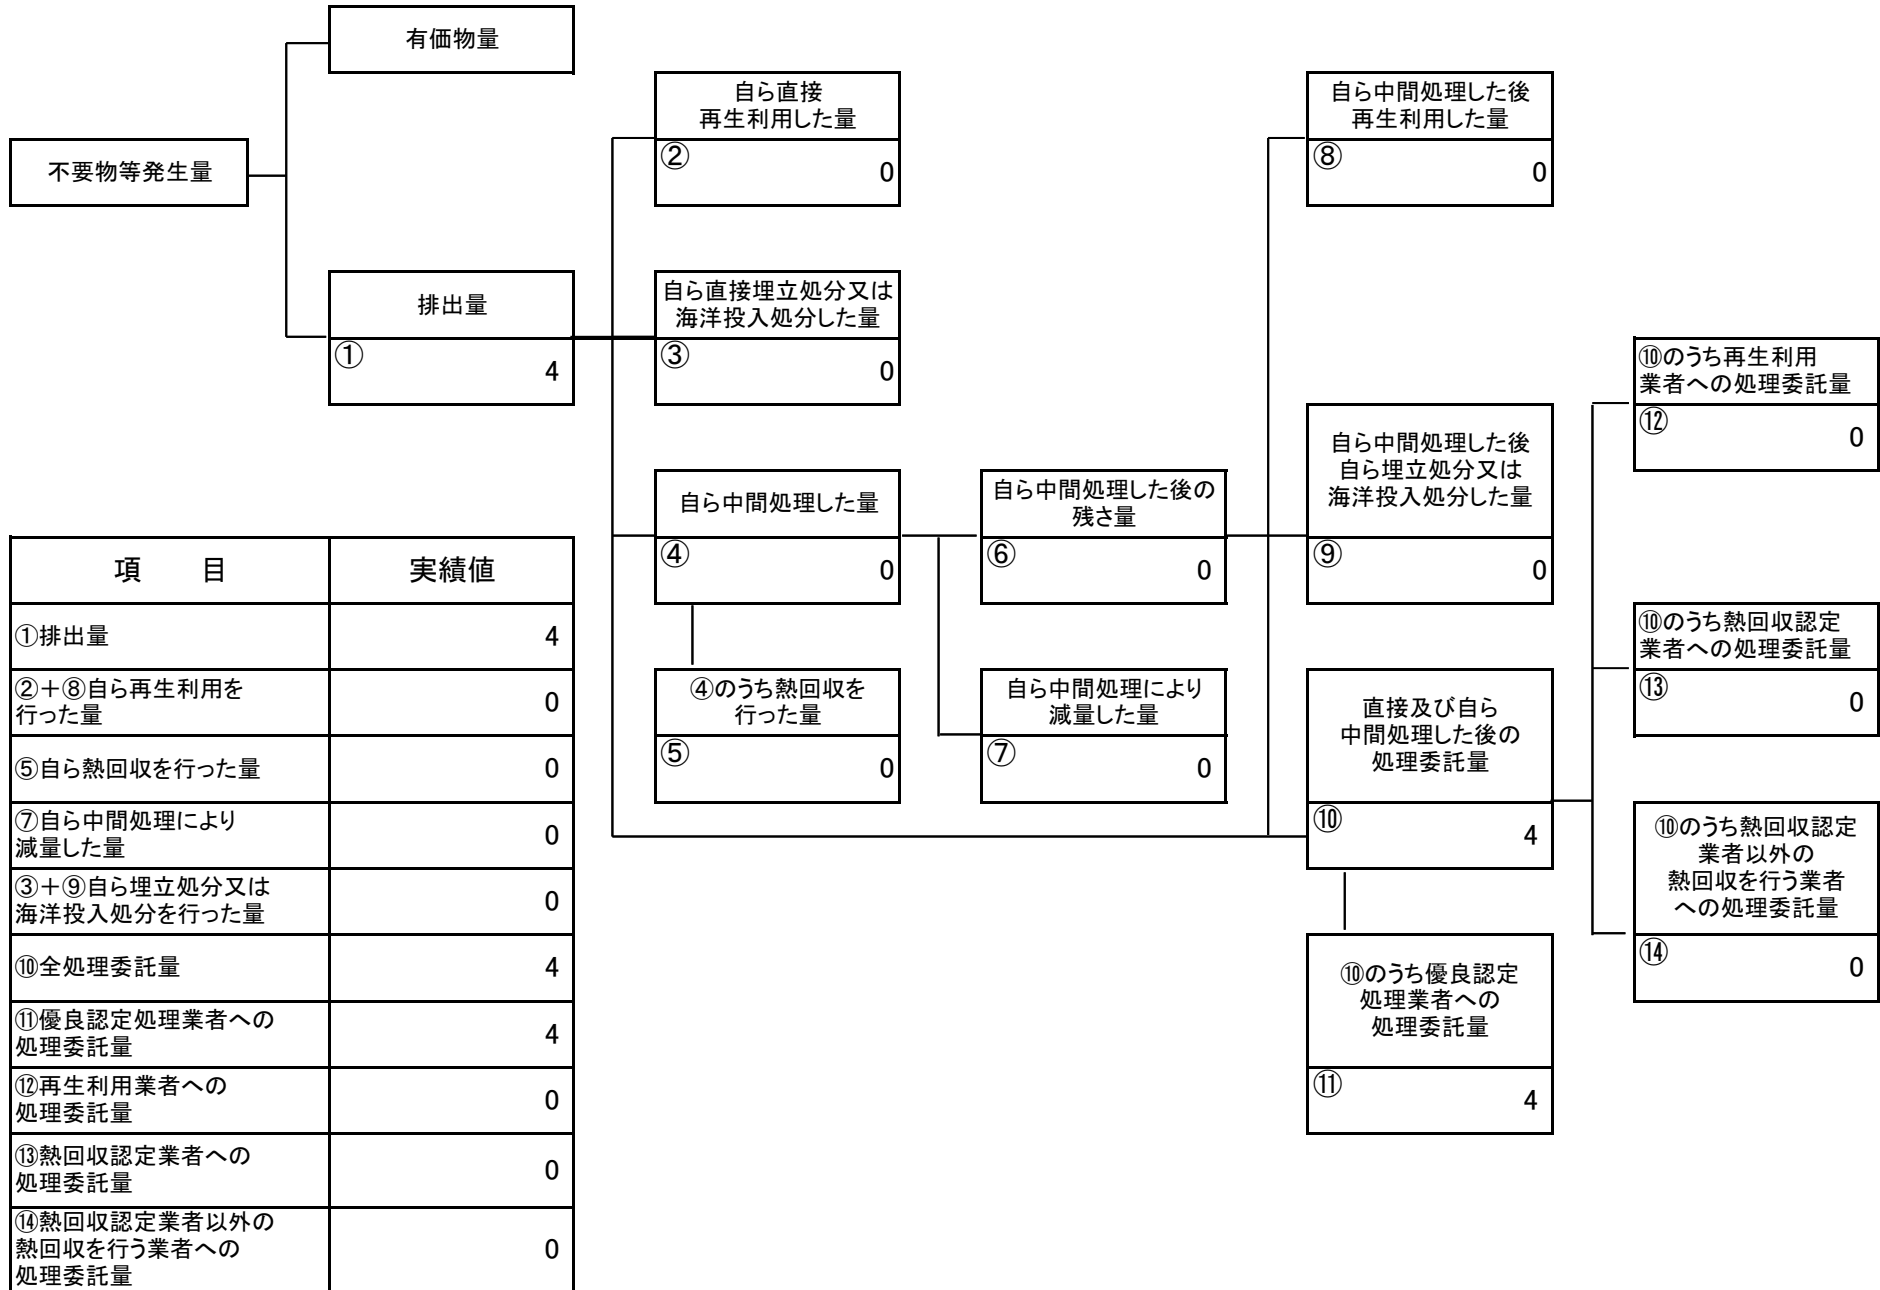 有価物量
不要物等発生量
排出量
①
4
自ら直接
再生利用した量
②
0
自ら直接埋立処分又は
海洋投入処分した量
③
0
自ら中間処理した量
④
0
④のうち熱回収を
行った量
⑤
0
自ら中間処理した後の
残さ量
⑥
0
自ら中間処理により
減量した量
⑦
0
自ら中間処理した後
再生利用した量
⑧
0
自ら中間処理した後
自ら埋立処分又は
海洋投入処分した量
⑨
0
直接及び自ら
中間処理した後の
処理委託量
⑩
4
⑩のうち優良認定
処理業者への
処理委託量
⑪
4
⑩のうち再生利用
業者への処理委託量
⑫
0
⑩のうち熱回収認定
業者への処理委託量
⑬
0
⑩のうち熱回収認定
業者以外の
熱回収を行う業者
への処理委託量
⑭
0
項　　目 実績値
①排出量 4
②＋⑧自ら再生利用を
行った量 0
⑤自ら熱回収を行った量 0
⑦自ら中間処理により
減量した量 0
③＋⑨自ら埋立処分又は
海洋投入処分を行った量 0
⑩全処理委託量 4
⑪優良認定処理業者への
処理委託量 4
⑫再生利用業者への
処理委託量 0
⑬熱回収認定業者への
処理委託量 0
⑭熱回収認定業者以外の
熱回収を行う業者への 0
処理委託量